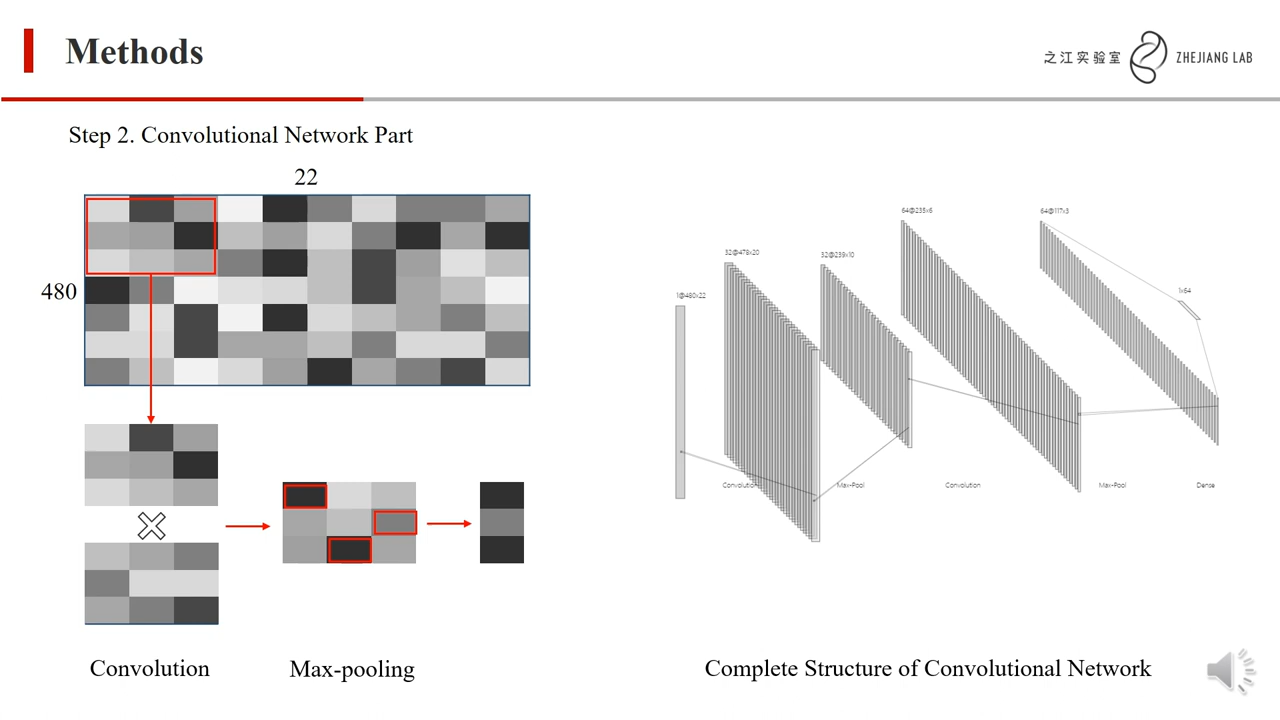 Methods
之江实验室 ZHEJIANG LAB
Step 2. Convolutional Network Part
22
480
Convolution
Max-pooling
1@480x22
32@478x20
32@239x10
64@235x6
64@117x3
1x64
Convolution
Max-Pool
Convolution
Max-Pool
Dense
Complete Structure of Convolutional Network